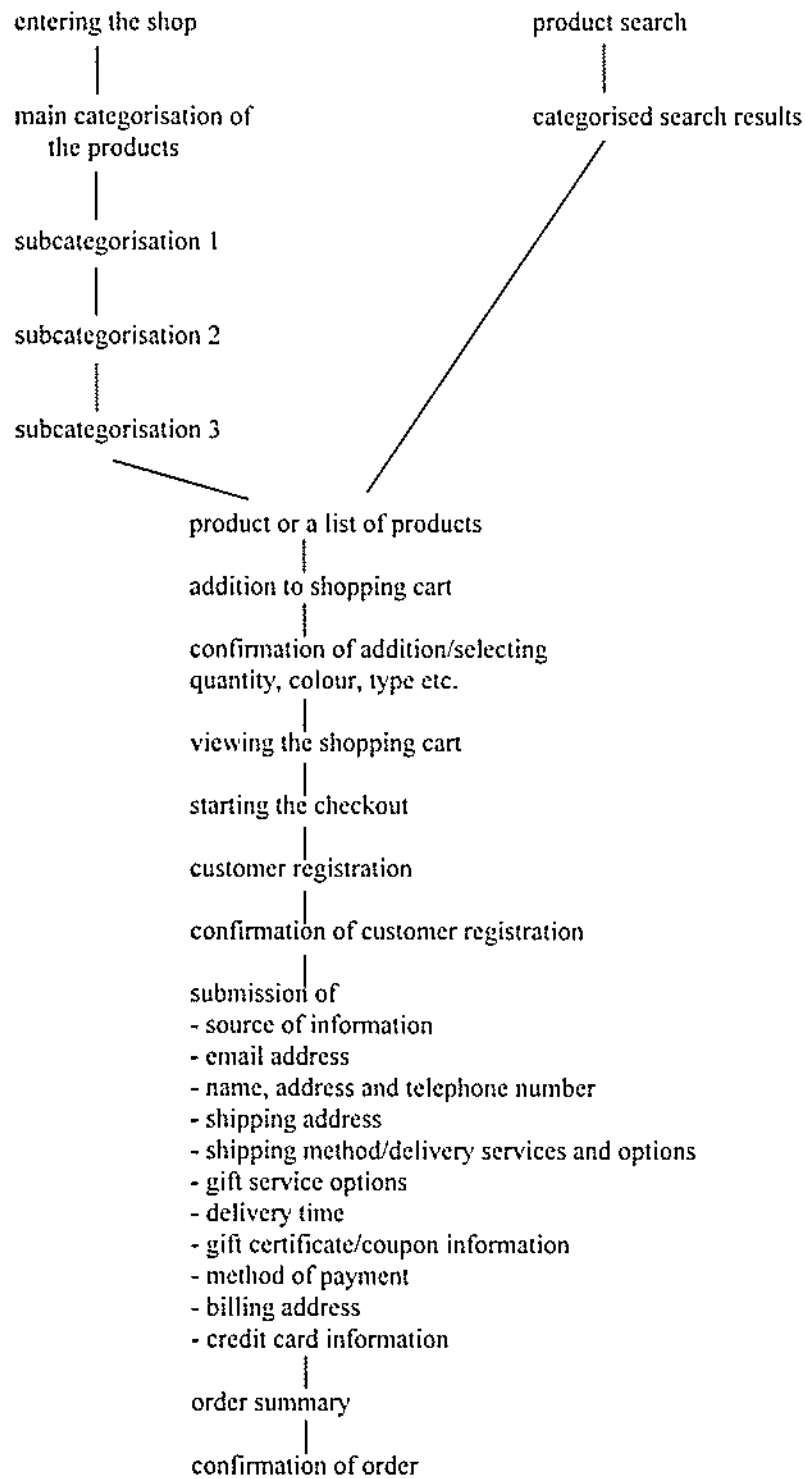 entering the shop
product search
main categorisation of
the products
categorised search results
subcategorisation 1
subcategorisation 2
subcategorisation 3
product or a list of products
addition to shopping cart
confirmation of addition/selecting
quantity, colour, type etc.
viewing the shopping cart
starting the checkout
customer registration
confirmation of customer registration
submission of
- source of information
- email address
- name, address and telephone number
- shipping address
- shipping method/delivery services and options
- gift service options
- delivery time
- gift certificate/coupon information
- method of payment
- billing address
- credit card information
order summary
confirmation of order